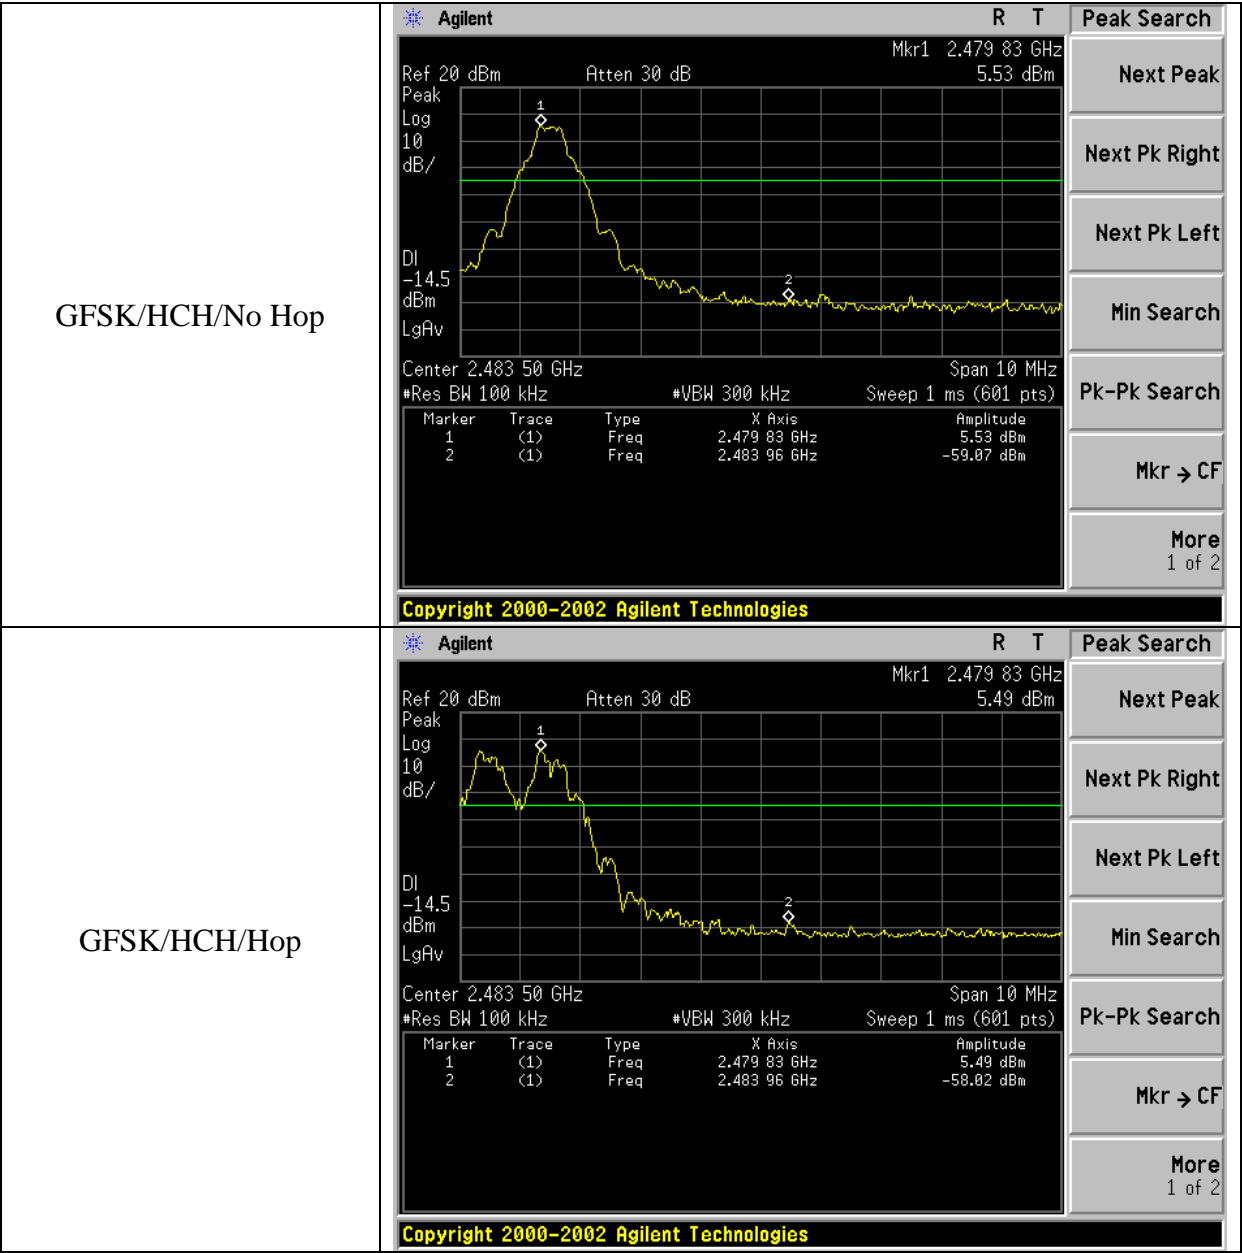 GFSK/HCH/No Hop
Agilent R T Peak Search
Mkr1 2.479 83 GHz
Ref 20 dBm Atten 30 dB 5.53 dBm
Peak
Log
10
dB/
1
2
DI
-14.5
dBm
LgAv
Center 2.483 50 GHz Span 10 MHz
#Res BW 100 kHz #VBW 300 kHz Sweep 1 ms (601 pts)
Marker Trace Type X Axis Amplitude
1 (1) Freq 2.479 83 GHz 5.53 dBm
2 (1) Freq 2.483 96 GHz -59.07 dBm
Next Peak
Next Pk Right
Next Pk Left
Min Search
Pk-Pk Search
Mkr → CF
More
1 of 2
Copyright 2000-2002 Agilent Technologies
GFSK/HCH/Hop
Agilent R T Peak Search
Mkr1 2.479 83 GHz
Ref 20 dBm Atten 30 dB 5.49 dBm
Peak
Log
10
dB/
1
2
DI
-14.5
dBm
LgAv
Center 2.483 50 GHz Span 10 MHz
#Res BW 100 kHz #VBW 300 kHz Sweep 1 ms (601 pts)
Marker Trace Type X Axis Amplitude
1 (1) Freq 2.479 83 GHz 5.49 dBm
2 (1) Freq 2.483 96 GHz -58.02 dBm
Next Peak
Next Pk Right
Next Pk Left
Min Search
Pk-Pk Search
Mkr → CF
More
1 of 2
Copyright 2000-2002 Agilent Technologies